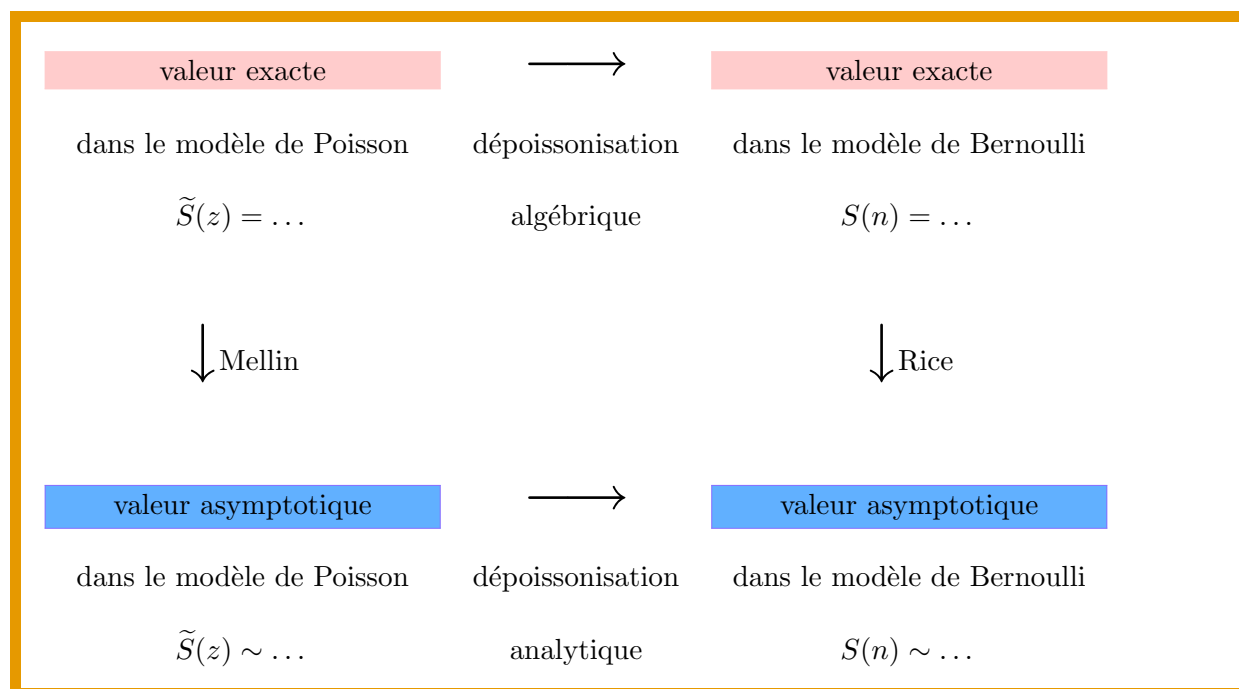 valeur exacte ⟶ valeur exacte
dans le modèle de Poisson dépoissonisation dans le modèle de Bernoulli
S̃(z) = … algébrique S(n) = …
↓ Mellin ↓ Rice
valeur asymptotique ⟶ valeur asymptotique
dans le modèle de Poisson dépoissonisation dans le modèle de Bernoulli
S̃(z) ∼ … analytique S(n) ∼ …